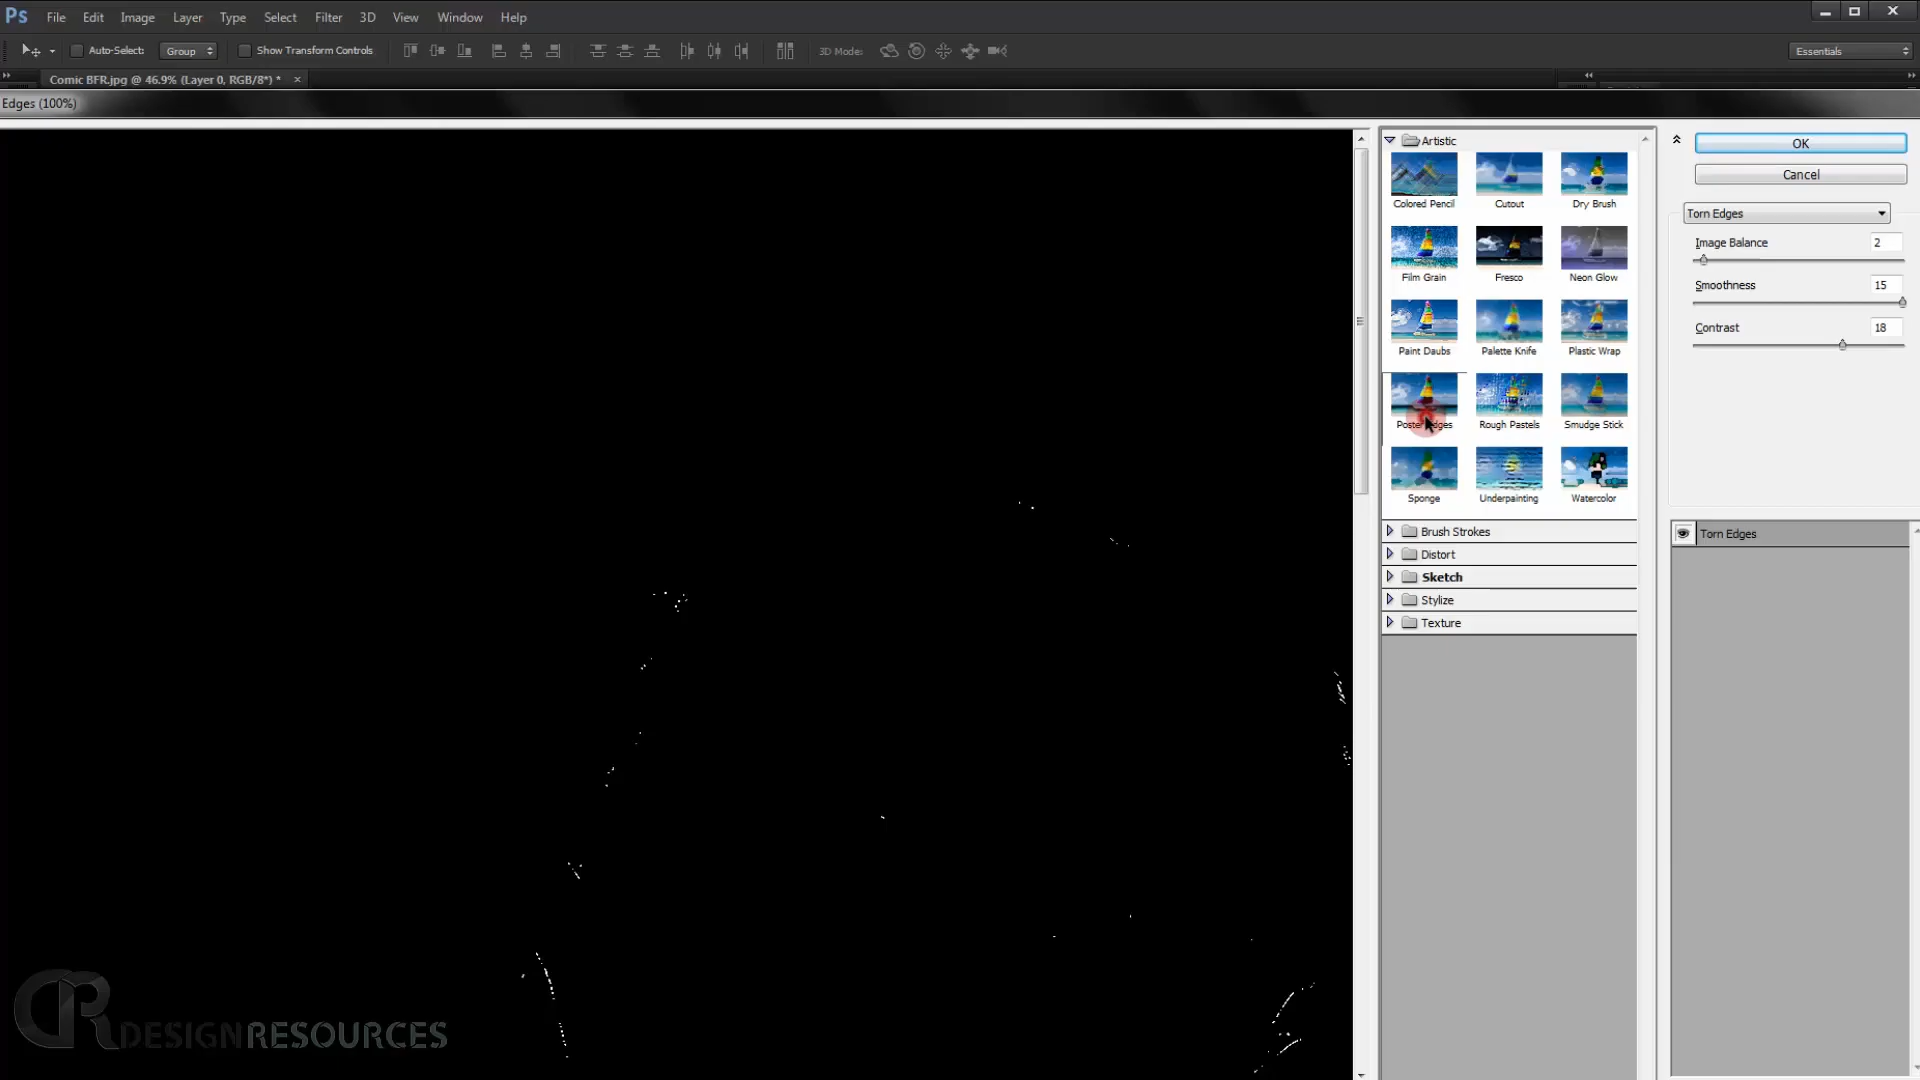 Ps File Edit Image Layer Type Select Filter 3D View Window Help
Auto-Select: Group Show Transform Controls 3D Mode: Essentials
Comic BFR.jpg @ 46.9% (Layer 0, RGB/8*) *
Edges (100%)
Artistic
Colored Pencil Cutout Dry Brush
Film Grain Fresco Neon Glow
Paint Daubs Palette Knife Plastic Wrap
Poster Edges Rough Pastels Smudge Stick
Sponge Underpainting Watercolor
Brush Strokes
Distort
Sketch
Stylize
Texture
OK
Cancel
Torn Edges
Image Balance 2
Smoothness 15
Contrast 18
Torn Edges
DR DESIGNRESOURCES